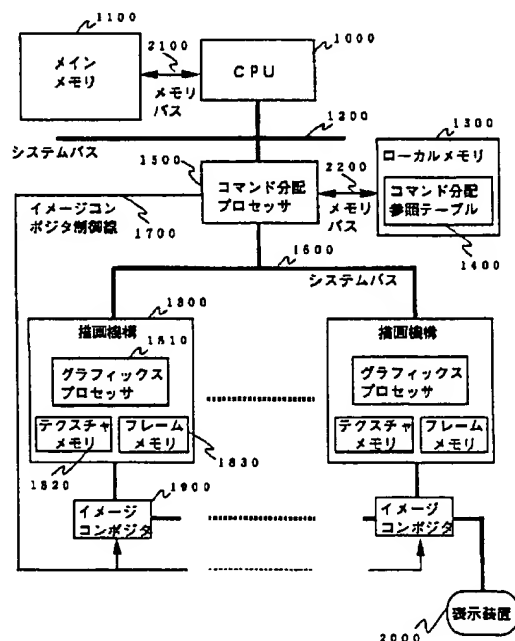 1100
メイン
メモリ
2100
メモリ
バス
1000
CPU
1200
システムバス
1500
コマンド分配
プロセッサ
2200
メモリ
バス
1300
ローカルメモリ
コマンド分配
参照テーブル
1400
イメージコン
ポジタ制御線
1700
1600
システムバス
1800
描画機構
1810
グラフィックス
プロセッサ
テクスチャ
メモリ
フレーム
メモリ
1820
1830
描画機構
グラフィックス
プロセッサ
テクスチャ
メモリ
フレーム
メモリ
1900
イメージ
コンポジタ
イメージ
コンポジタ
2000
表示装置